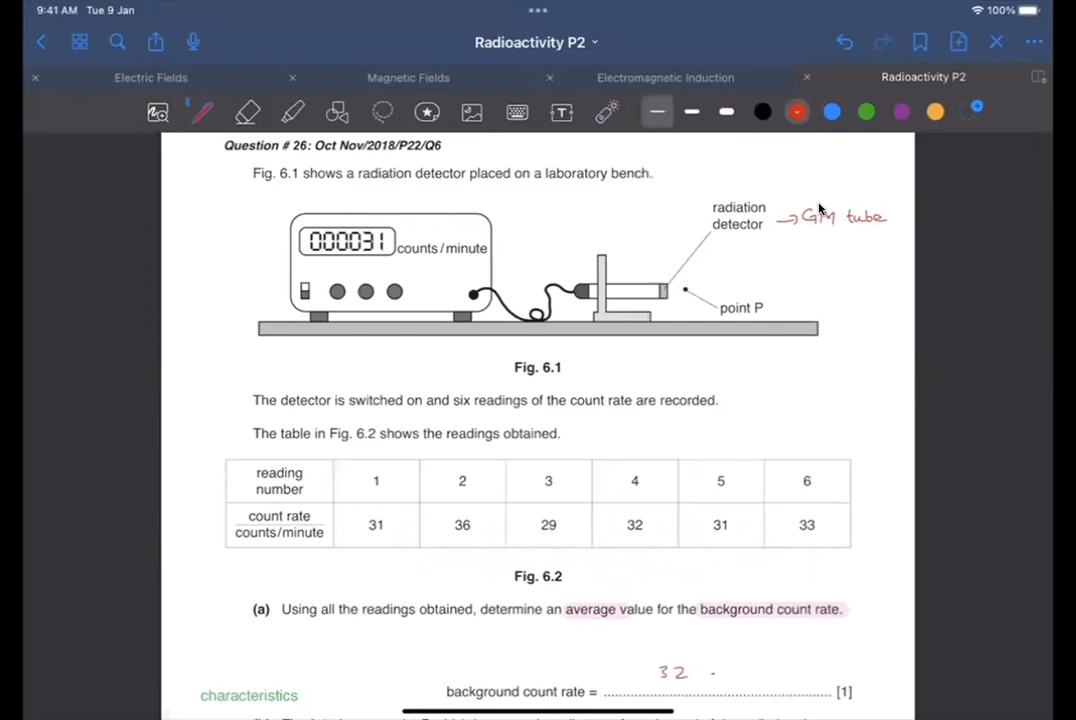 9:41 AM Tue 9 Jan
100%
Radioactivity P2
Electric Fields
Magnetic Fields
Electromagnetic Induction
Radioactivity P2
Question # 26: Oct Nov/2018/P22/Q6
Fig. 6.1 shows a radiation detector placed on a laboratory bench.
radiation
detector → GM tube
000031 counts / minute
point P
Fig. 6.1
The detector is switched on and six readings of the count rate are recorded.
The table in Fig. 6.2 shows the readings obtained.
reading number 1 2 3 4 5 6
count rate counts/minute 31 36 29 32 31 33
Fig. 6.2
(a) Using all the readings obtained, determine an average value for the background count rate.
32
characteristics
background count rate = ........................................................ [1]